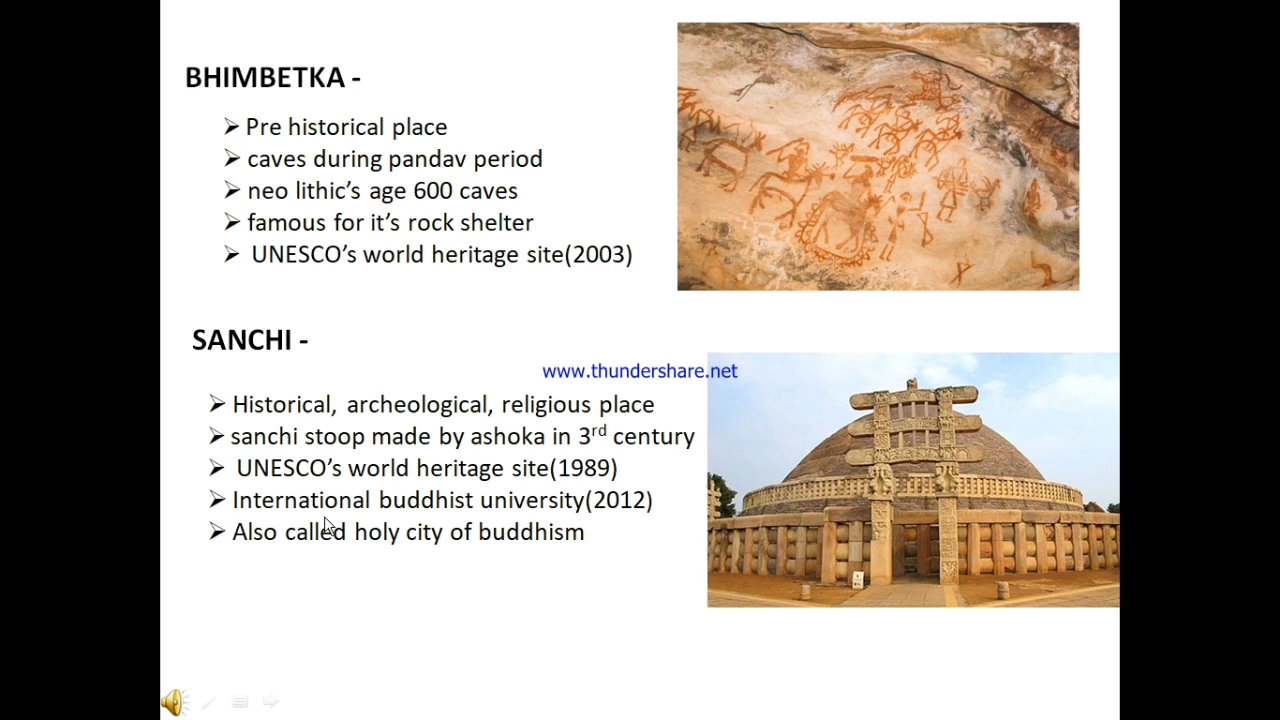 BHIMBETKA -
➢ Pre historical place
➢ caves during pandav period
➢ neo lithic’s age 600 caves
➢ famous for it’s rock shelter
➢ UNESCO’s world heritage site(2003)
SANCHI -
www.thundershare.net
➢ Historical, archeological, religious place
➢ sanchi stoop made by ashoka in 3rd century
➢ UNESCO’s world heritage site(1989)
➢ International buddhist university(2012)
➢ Also called holy city of buddhism